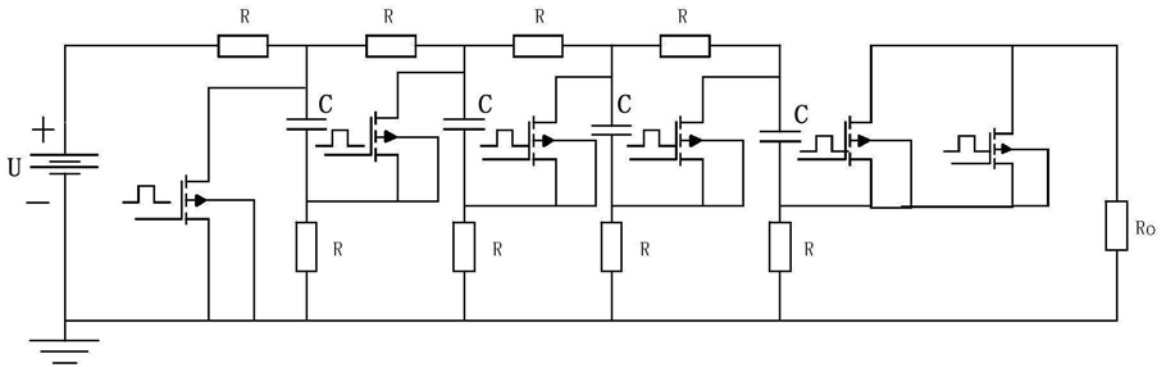 R R R R
C C C C
+
U
−
R R R R Ro